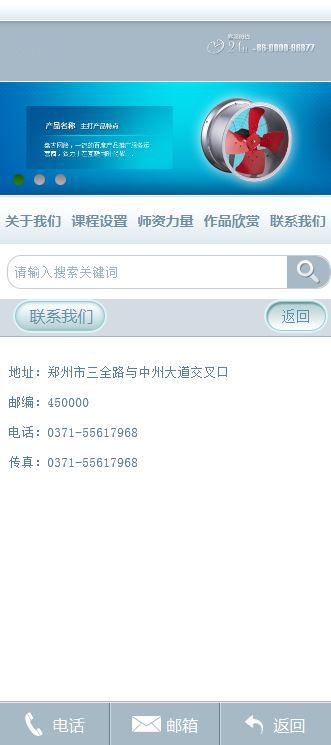 24h -86-0000-96877
产品名称 主打产品特点
关于我们 课程设置 师资力量 作品欣赏 联系我们
请输入搜索关键词
联系我们 返回
地址：郑州市三全路与中州大道交叉口
邮编：450000
电话：0371-55617968
传真：0371-55617968
电话 邮箱 返回